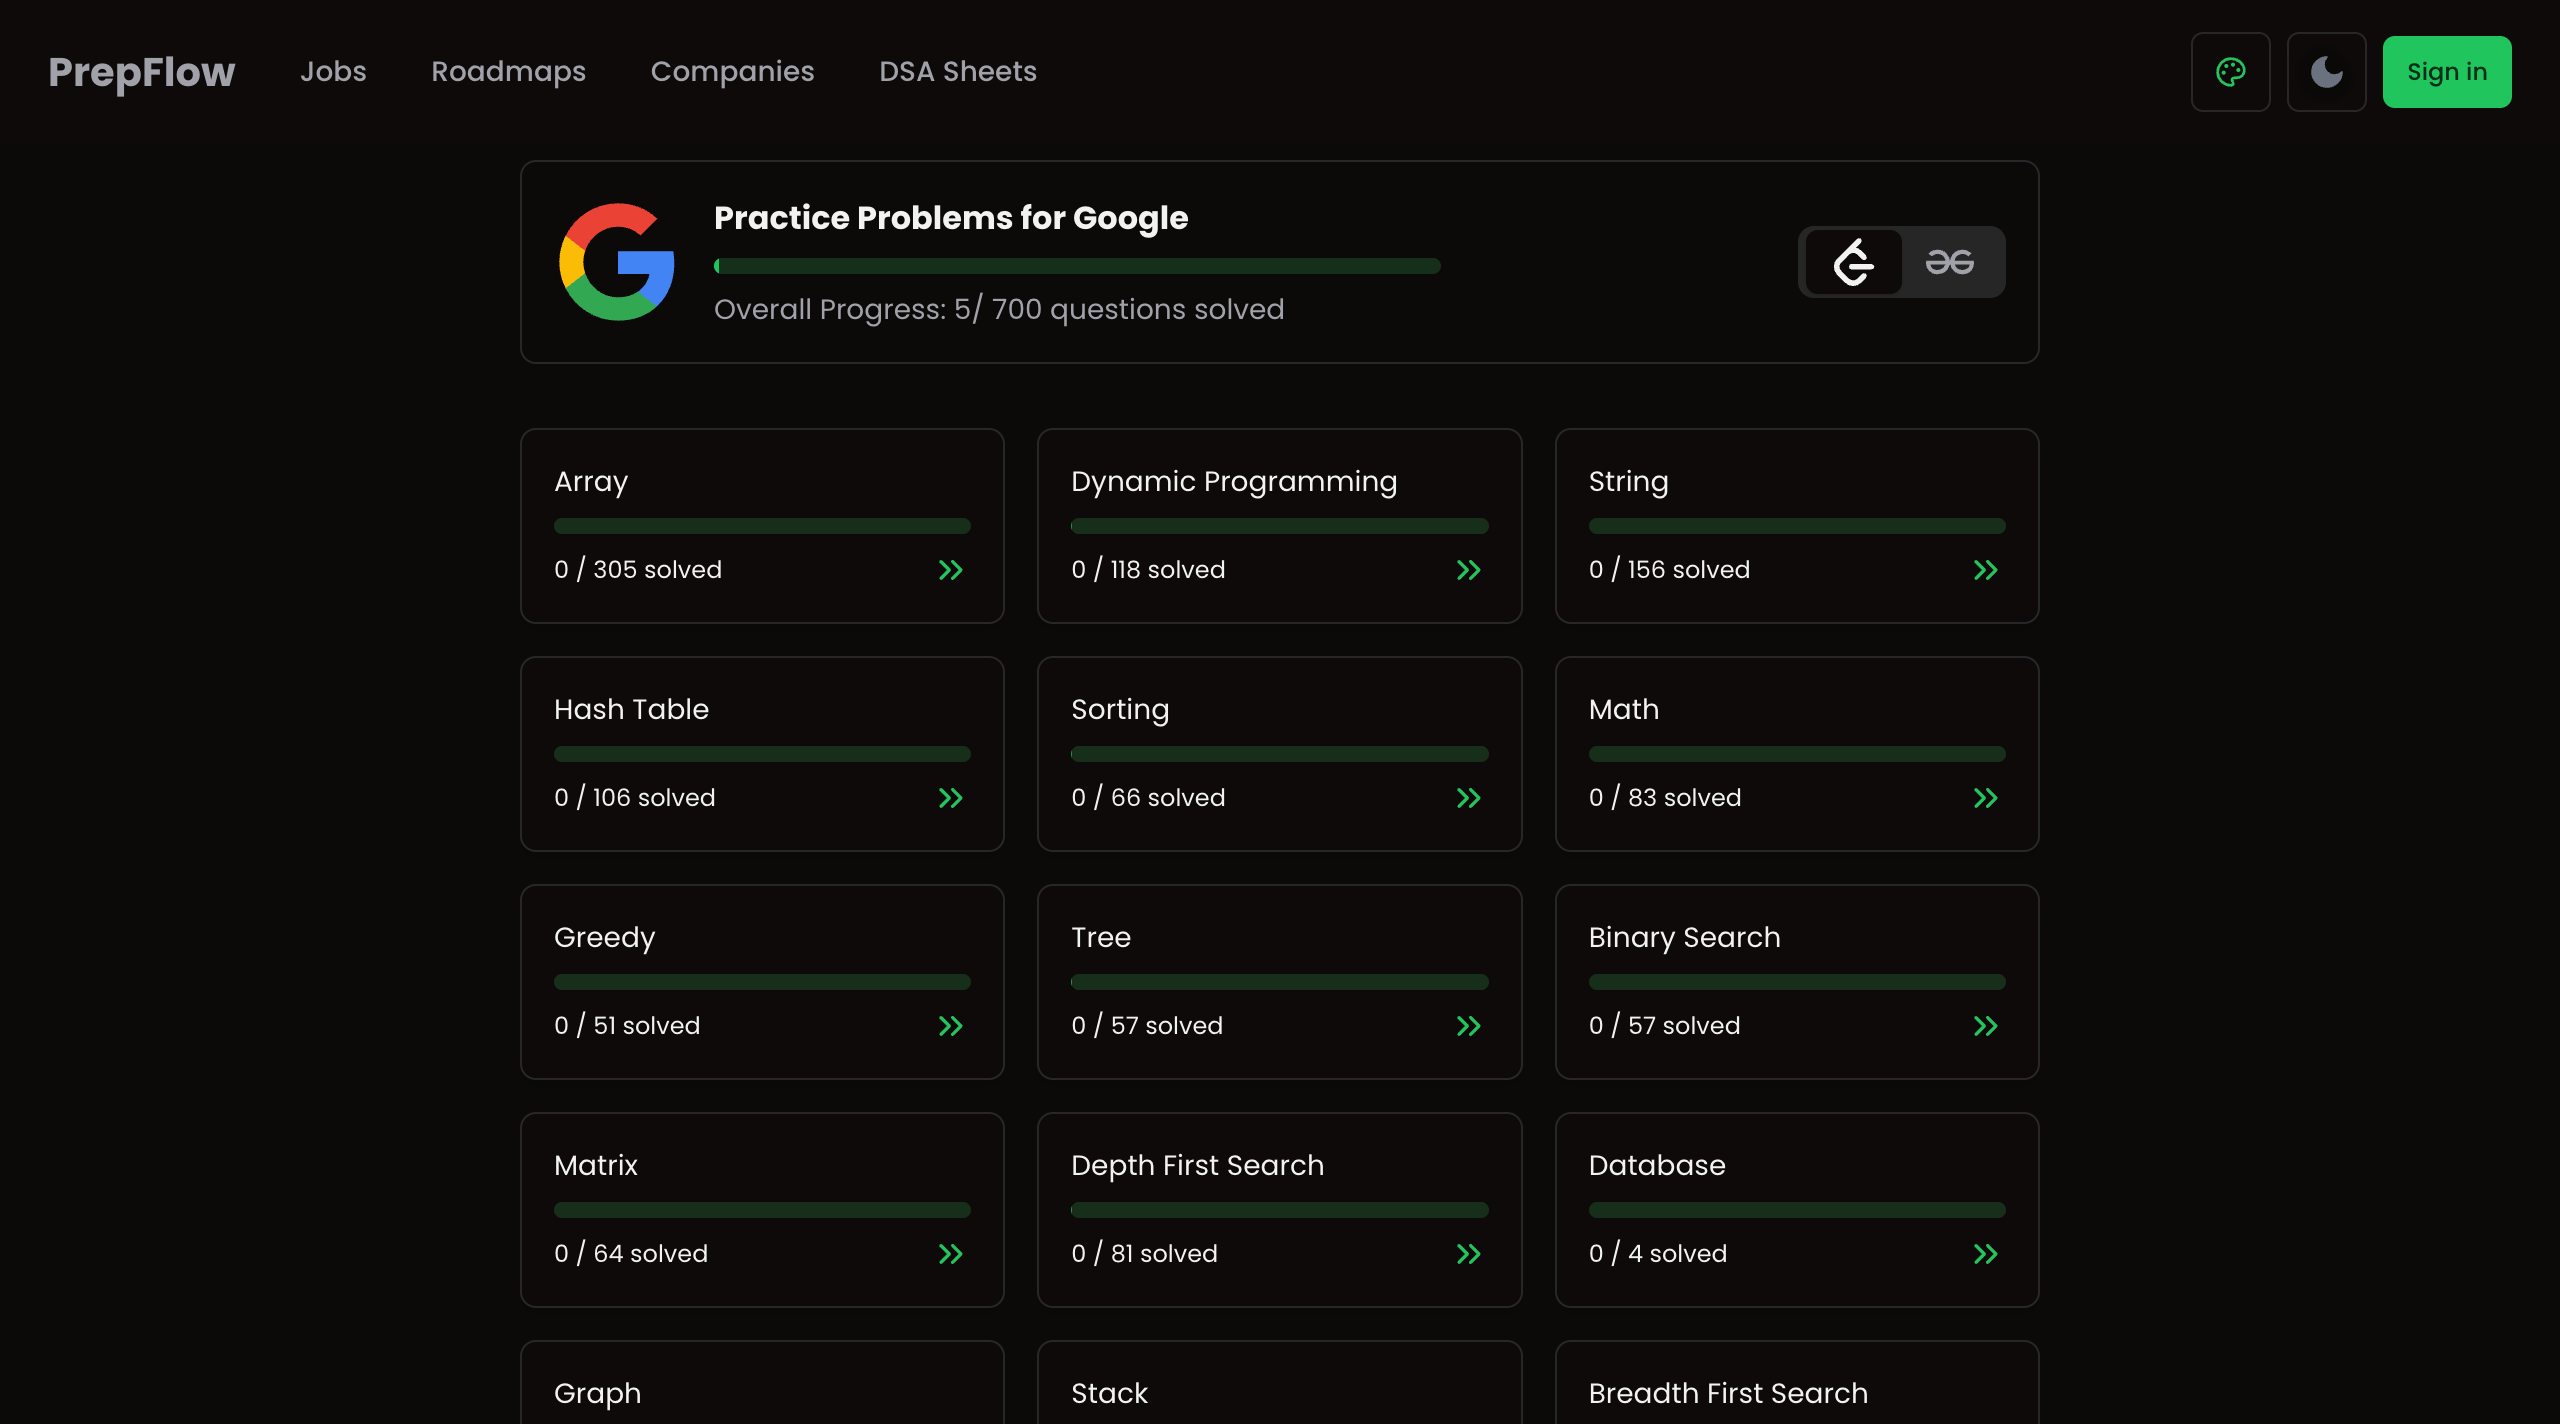 PrepFlow
Jobs
Roadmaps
Companies
DSA Sheets
Sign in
Practice Problems for Google
Overall Progress: 5/ 700 questions solved
Array
0 / 305 solved
Dynamic Programming
0 / 118 solved
String
0 / 156 solved
Hash Table
0 / 106 solved
Sorting
0 / 66 solved
Math
0 / 83 solved
Greedy
0 / 51 solved
Tree
0 / 57 solved
Binary Search
0 / 57 solved
Matrix
0 / 64 solved
Depth First Search
0 / 81 solved
Database
0 / 4 solved
Graph
Stack
Breadth First Search